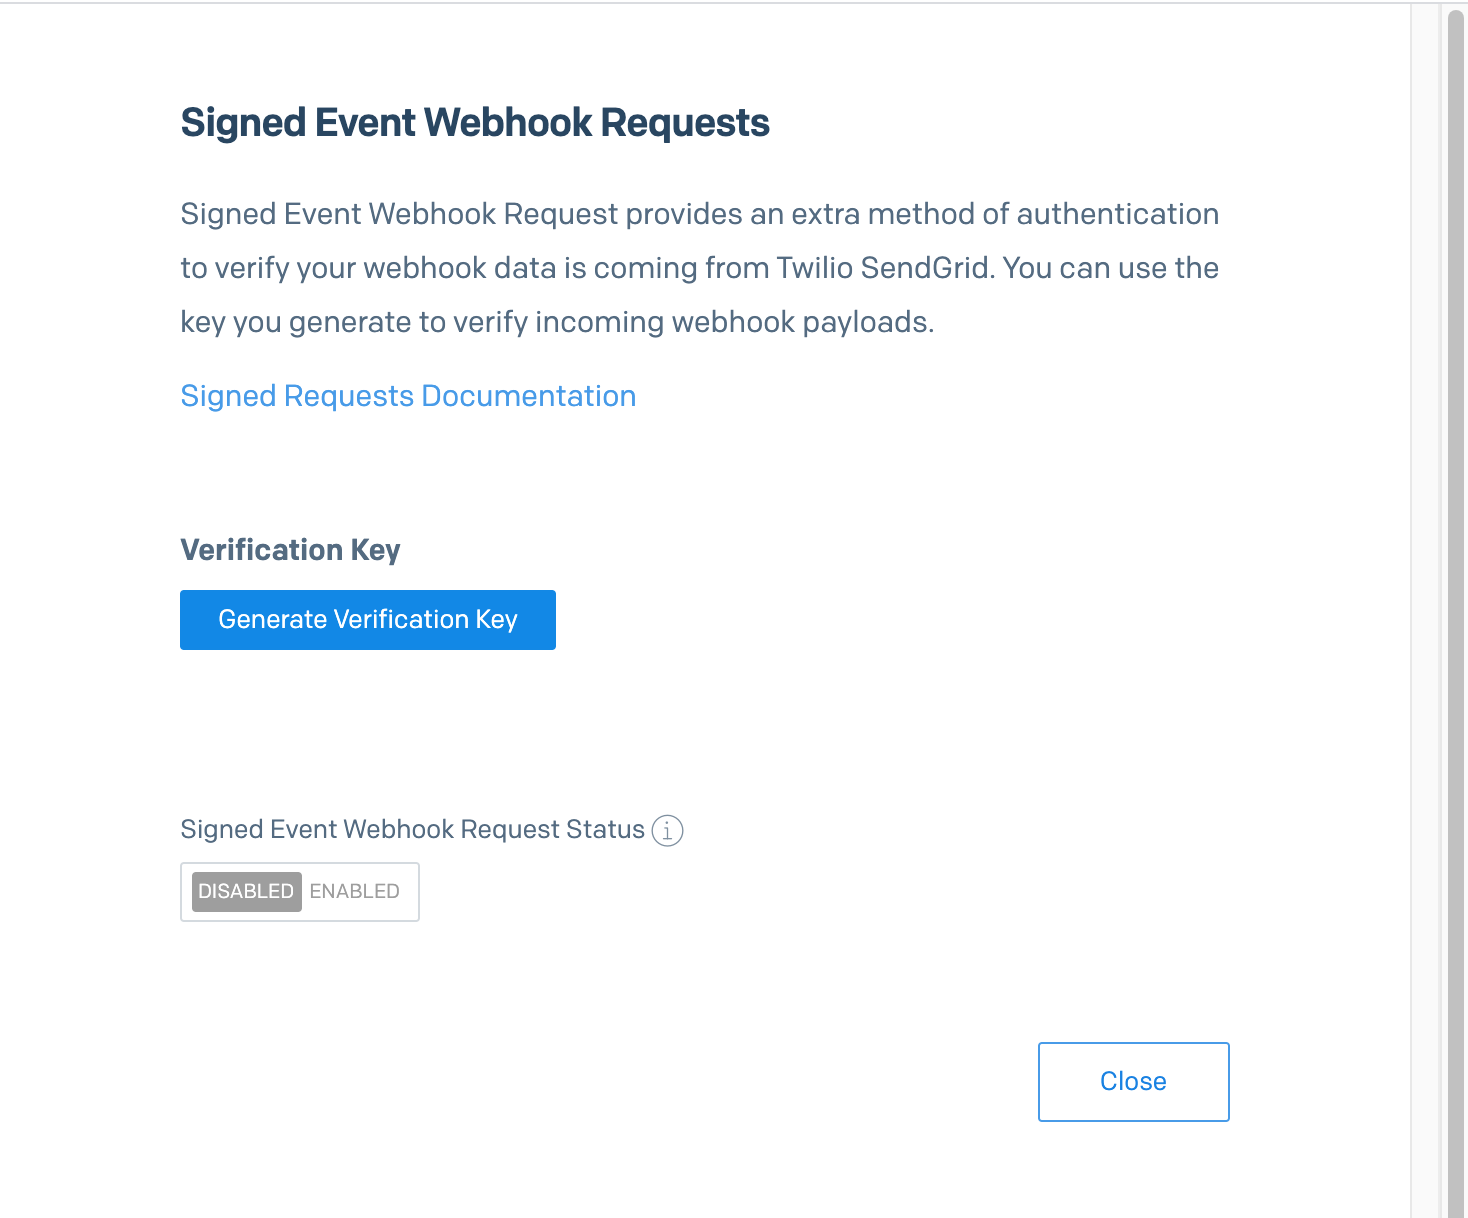 Signed Event Webhook Requests
Signed Event Webhook Request provides an extra method of authentication
to verify your webhook data is coming from Twilio SendGrid. You can use the
key you generate to verify incoming webhook payloads.
Signed Requests Documentation
Verification Key
Generate Verification Key
Signed Event Webhook Request Status
DISABLED ENABLED
Close